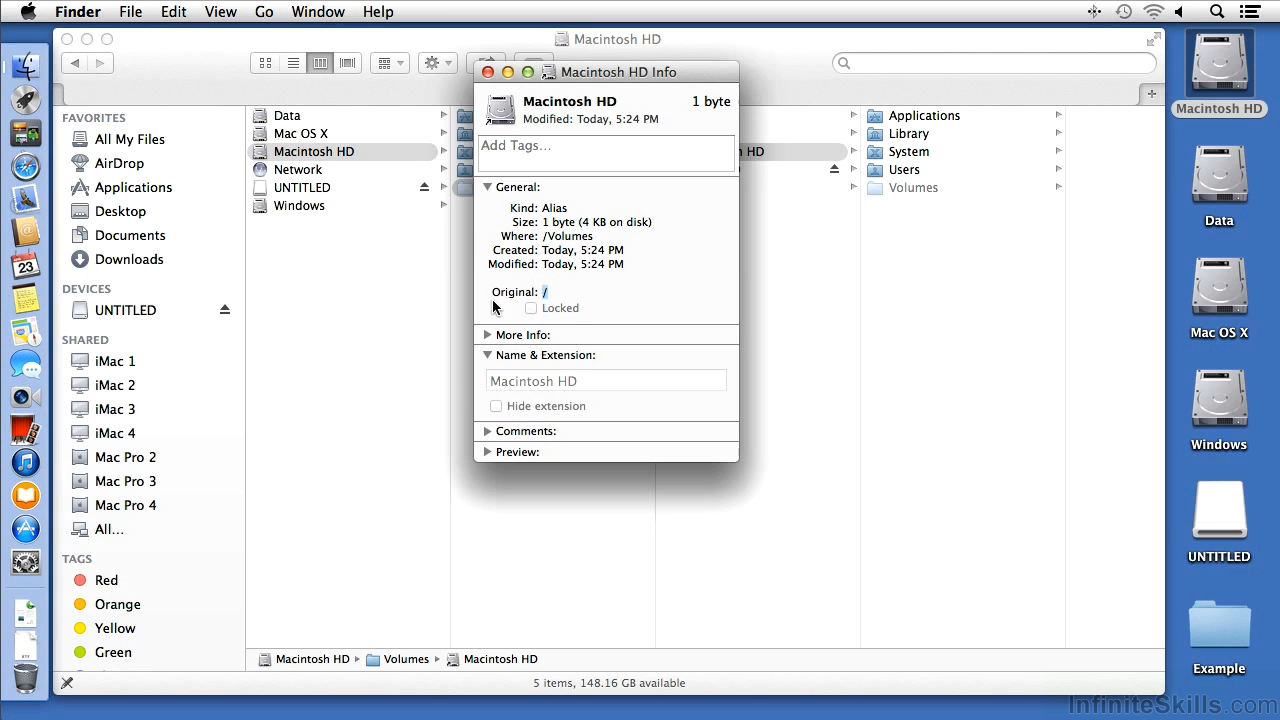 Finder File Edit View Go Window Help
Macintosh HD
Macintosh HD Info
Macintosh HD 1 byte
Modified: Today, 5:24 PM
Add Tags...
General:
Kind: Alias
Size: 1 byte (4 KB on disk)
Where: /Volumes
Created: Today, 5:24 PM
Modified: Today, 5:24 PM
Original: /
Locked
More Info:
Name & Extension:
Macintosh HD
Hide extension
Comments:
Preview:
FAVORITES
All My Files
AirDrop
Applications
Desktop
Documents
Downloads
DEVICES
UNTITLED
SHARED
iMac 1
iMac 2
iMac 3
iMac 4
Mac Pro 2
Mac Pro 3
Mac Pro 4
All...
TAGS
Red
Orange
Yellow
Green
Data
Mac OS X
Macintosh HD
Network
UNTITLED
Windows
HD
Applications
Library
System
Users
Volumes
Macintosh HD Volumes Macintosh HD
5 items, 148.16 GB available
Macintosh HD
Data
Mac OS X
Windows
UNTITLED
Example
23
InfiniteSkills.com